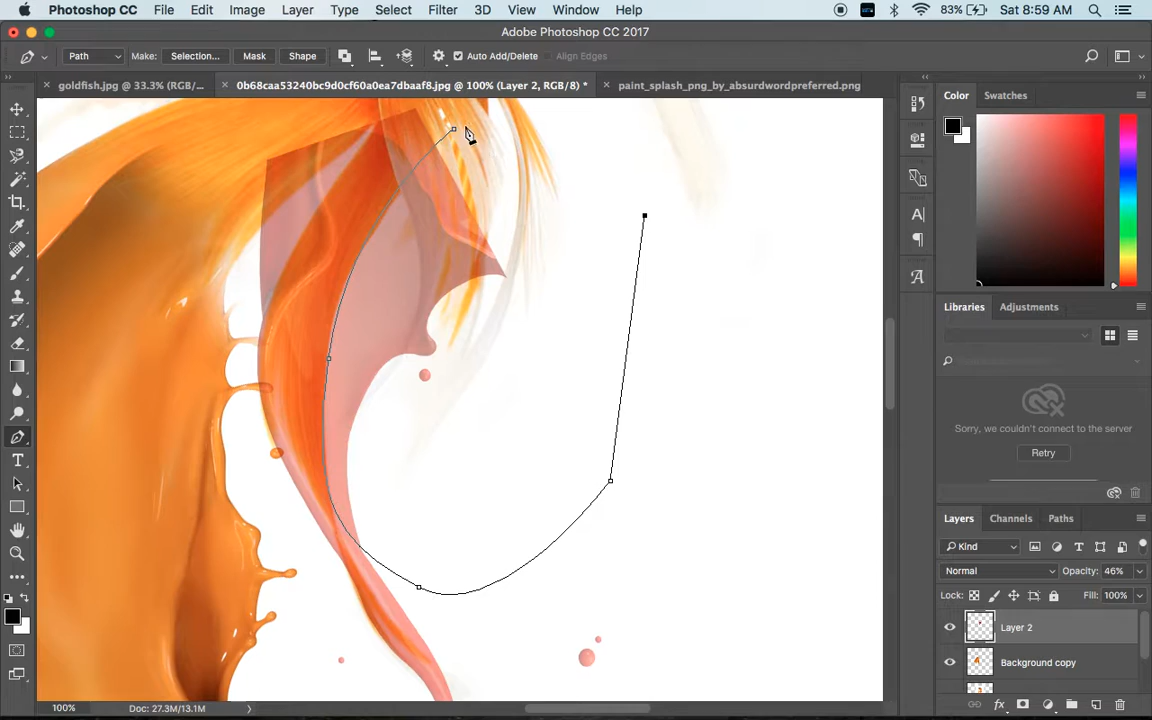 Photoshop CC File Edit Image Layer Type Select Filter 3D View Window Help 83% Sat 8:59 AM
Adobe Photoshop CC 2017
Path Make: Selection... Mask Shape Auto Add/Delete Align Edges
goldfish.jpg @ 33.3% (RGB/... 0b68caa53240bc9d0cf60a0ea7dbaaf8.jpg @ 100% (Layer 2, RGB/8) * paint_splash_png_by_absurdwordpreferred.png
Color Swatches
Libraries Adjustments
Sorry, we couldn't connect to the server
Retry
Layers Channels Paths
Kind
Normal Opacity: 46%
Lock: Fill: 100%
Layer 2
Background copy
100% Doc: 27.3M/13.1M